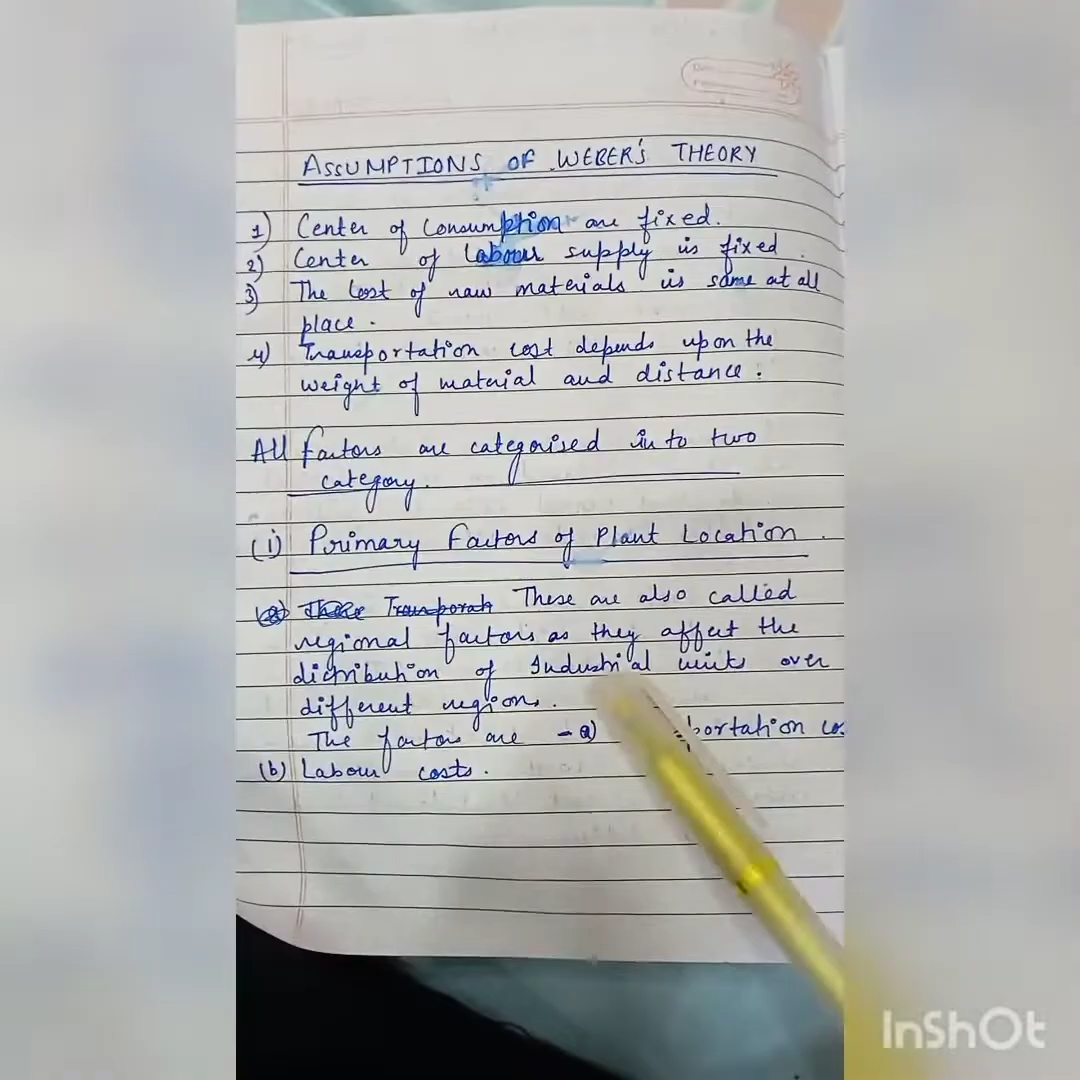 ASSUMPTIONS OF WEBER'S THEORY
1) Center of Consumption are fixed.
2) Center of labour supply is fixed.
3) The Cost of raw materials is same at all
place.
4) Transportation cost depends upon the
weight of material and distance.
All factors are categorised in to two
category.
(i) Primary Factors of Plant Location.
These are also called
regional factors as they affect the
distribution of Industrial units over
different regions.
The factors are - a)
(b) Labour costs.
InShOt